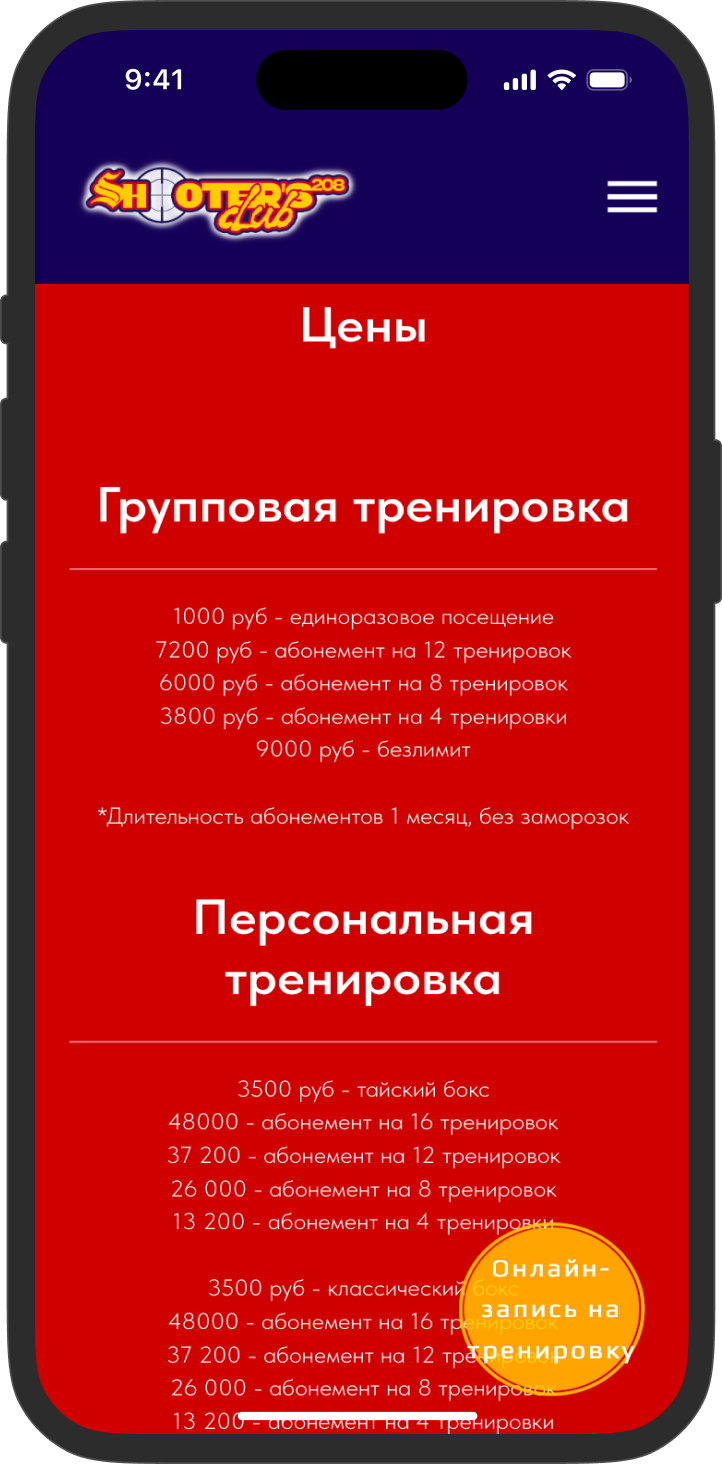 9:41
SHOOTER'S 208
club
Цены
Групповая тренировка
1000 руб - единоразовое посещение
7200 руб - абонемент на 12 тренировок
6000 руб - абонемент на 8 тренировок
3800 руб - абонемент на 4 тренировки
9000 руб - безлимит
*Длительность абонементов 1 месяц, без заморозок
Персональная
тренировка
3500 руб - тайский бокс
48000 - абонемент на 16 тренировок
37 200 - абонемент на 12 тренировок
26 000 - абонемент на 8 тренировок
13 200 - абонемент на 4 тренировки
3500 руб - классический бокс
48000 - абонемент на 16 тренировок
37 200 - абонемент на 12 тренировок
26 000 - абонемент на 8 тренировок
13 200 - абонемент на 4 тренировки
Онлайн-
запись на
тренировку